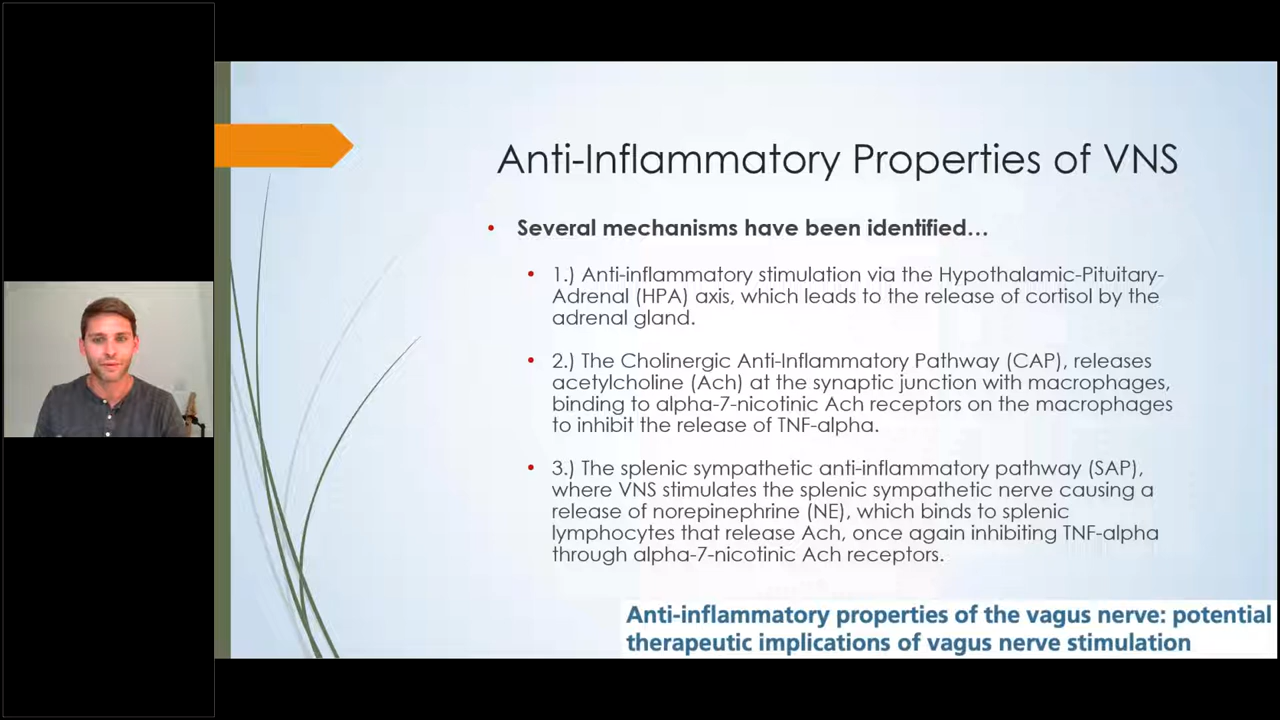 Anti-Inflammatory Properties of VNS
• Several mechanisms have been identified…
• 1.) Anti-inflammatory stimulation via the Hypothalamic-Pituitary-
Adrenal (HPA) axis, which leads to the release of cortisol by the
adrenal gland.
• 2.) The Cholinergic Anti-Inflammatory Pathway (CAP), releases
acetylcholine (Ach) at the synaptic junction with macrophages,
binding to alpha-7-nicotinic Ach receptors on the macrophages
to inhibit the release of TNF-alpha.
• 3.) The splenic sympathetic anti-inflammatory pathway (SAP),
where VNS stimulates the splenic sympathetic nerve causing a
release of norepinephrine (NE), which binds to splenic
lymphocytes that release Ach, once again inhibiting TNF-alpha
through alpha-7-nicotinic Ach receptors.
Anti-inflammatory properties of the vagus nerve: potential
therapeutic implications of vagus nerve stimulation